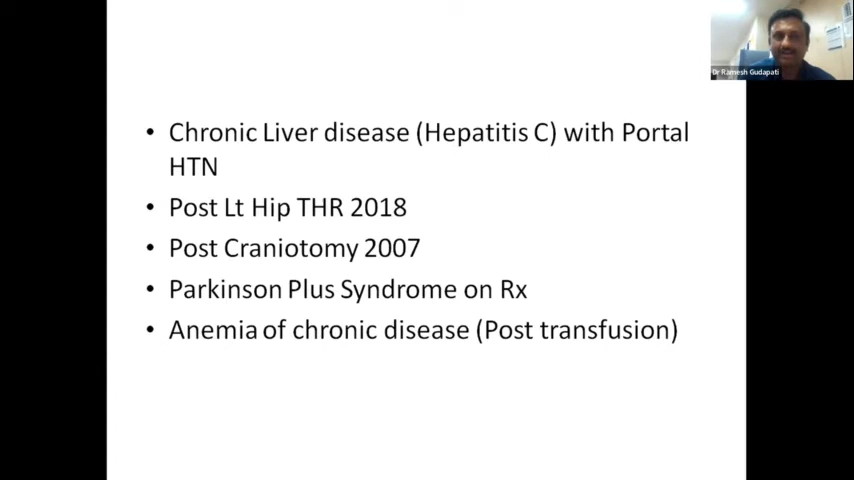 Dr Ramesh Gudapati
• Chronic Liver disease (Hepatitis C) with Portal
HTN
• Post Lt Hip THR 2018
• Post Craniotomy 2007
• Parkinson Plus Syndrome on Rx
• Anemia of chronic disease (Post transfusion)